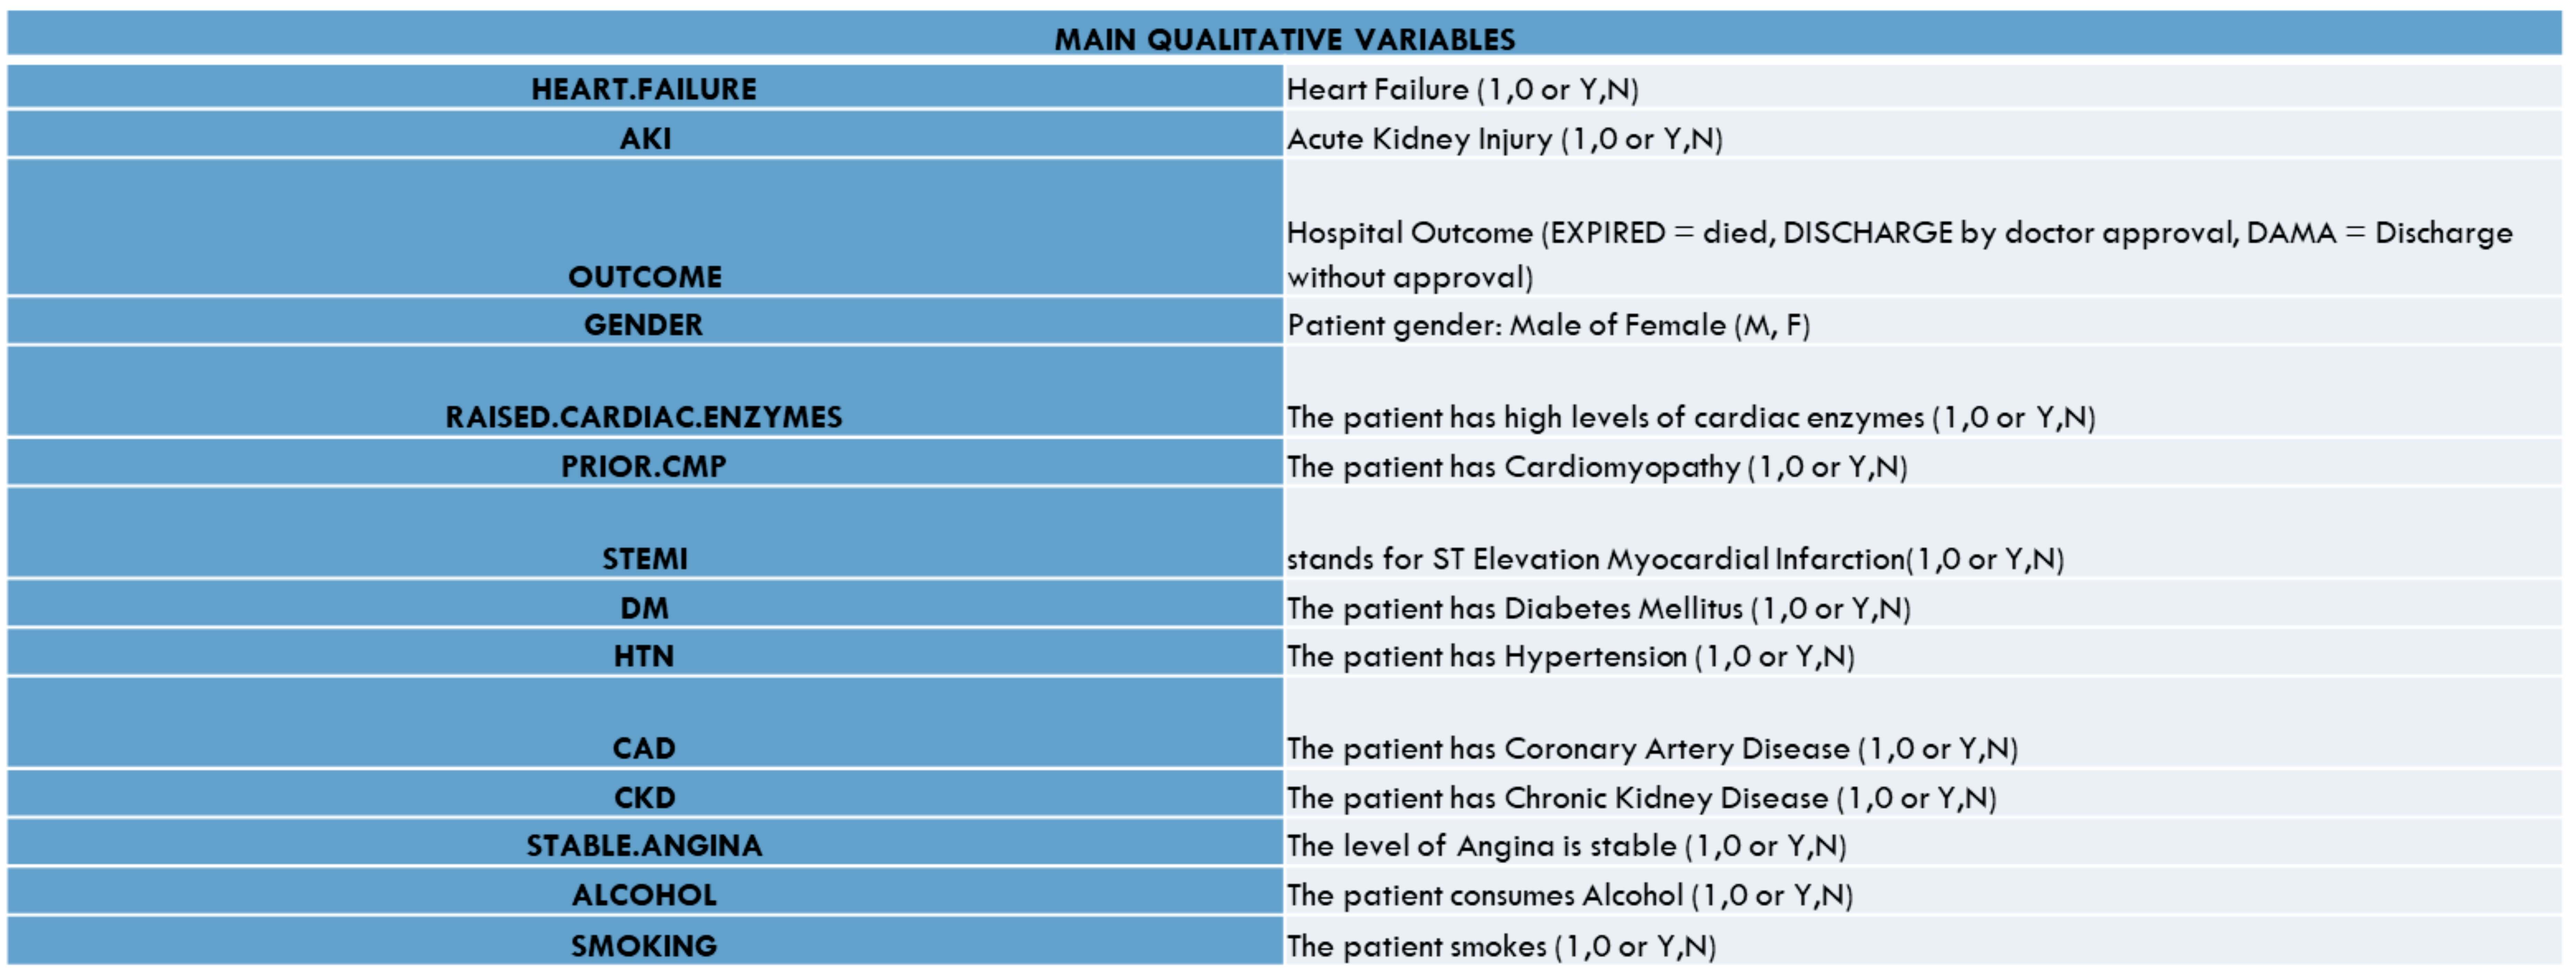 MAIN QUALITATIVE VARIABLES
HEART.FAILURE Heart Failure (1,0 or Y,N)
AKI Acute Kidney Injury (1,0 or Y,N)
OUTCOME Hospital Outcome (EXPIRED = died, DISCHARGE by doctor approval, DAMA = Discharge
without approval)
GENDER Patient gender: Male of Female (M, F)
RAISED.CARDIAC.ENZYMES The patient has high levels of cardiac enzymes (1,0 or Y,N)
PRIOR.CMP The patient has Cardiomyopathy (1,0 or Y,N)
STEMI stands for ST Elevation Myocardial Infarction(1,0 or Y,N)
DM The patient has Diabetes Mellitus (1,0 or Y,N)
HTN The patient has Hypertension (1,0 or Y,N)
CAD The patient has Coronary Artery Disease (1,0 or Y,N)
CKD The patient has Chronic Kidney Disease (1,0 or Y,N)
STABLE.ANGINA The level of Angina is stable (1,0 or Y,N)
ALCOHOL The patient consumes Alcohol (1,0 or Y,N)
SMOKING The patient smokes (1,0 or Y,N)